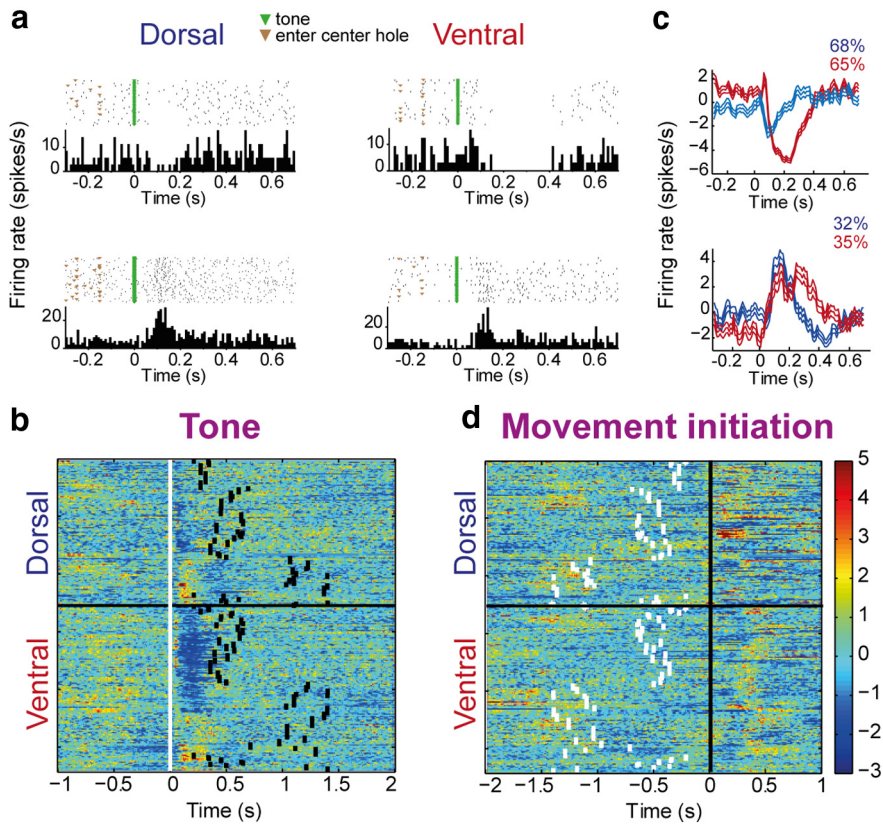 a
tone
enter center hole
Dorsal
Ventral
Firing rate (spikes/s)
10
0
-0.2 0 0.2 0.4 0.6
Time (s)
10
0
-0.2 0 0.2 0.4 0.6
Time (s)
20
0
-0.2 0 0.2 0.4 0.6
Time (s)
20
0
-0.2 0 0.2 0.4 0.6
Time (s)
c
68%
65%
Firing rate (spikes/s)
2
0
−2
−4
−6
-0.2 0 0.2 0.4 0.6
Time (s)
32%
35%
4
2
0
−2
-0.2 0 0.2 0.4 0.6
Time (s)
b
Tone
Dorsal
Ventral
-1 -0.5 0 0.5 1 1.5 2
Time (s)
d
Movement initiation
Dorsal
Ventral
−2 −1.5 −1 −0.5 0 0.5 1
Time (s)
5
4
3
2
1
0
−1
−2
−3